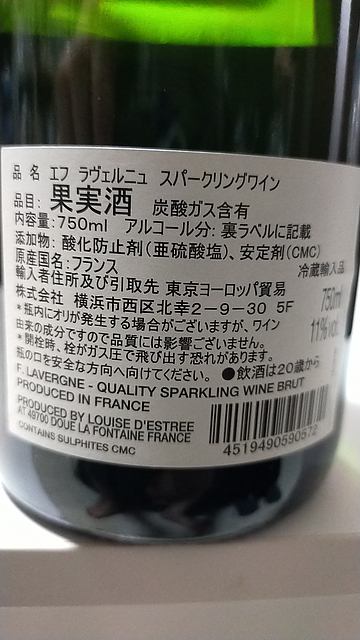 品 名 エフ ラヴェルニュ スパークリングワイン
品目: 果実酒 炭酸ガス含有
内容量:750ml アルコール分: 裏ラベルに記載
添加物: 酸化防止剤(亜硫酸塩)、安定剤(CMC)
原産国名:フランス 冷蔵輸入品
輸入者住所及び引取先 東京ヨーロッパ貿易
株式会社 横浜市西区北幸2-9-30 5F 750ml
*瓶内にオリが発生する場合がございますが、ワイン
由来の成分ですので品質には影響ございません。 11% VOL
*開栓時、栓がガス圧で飛び出す恐れがあります。
瓶の口を安全な方向へ向けてください。 ●飲酒は20歳から
F. LAVERGNE - QUALITY SPARKLING WINE BRUT
PRODUCED IN FRANCE
PRODUCED BY LOUISE D'ESTREE
AT 49700 DOUE LA FONTAINE FRANCE
CONTAINS SULPHITES CMC
4519490590572